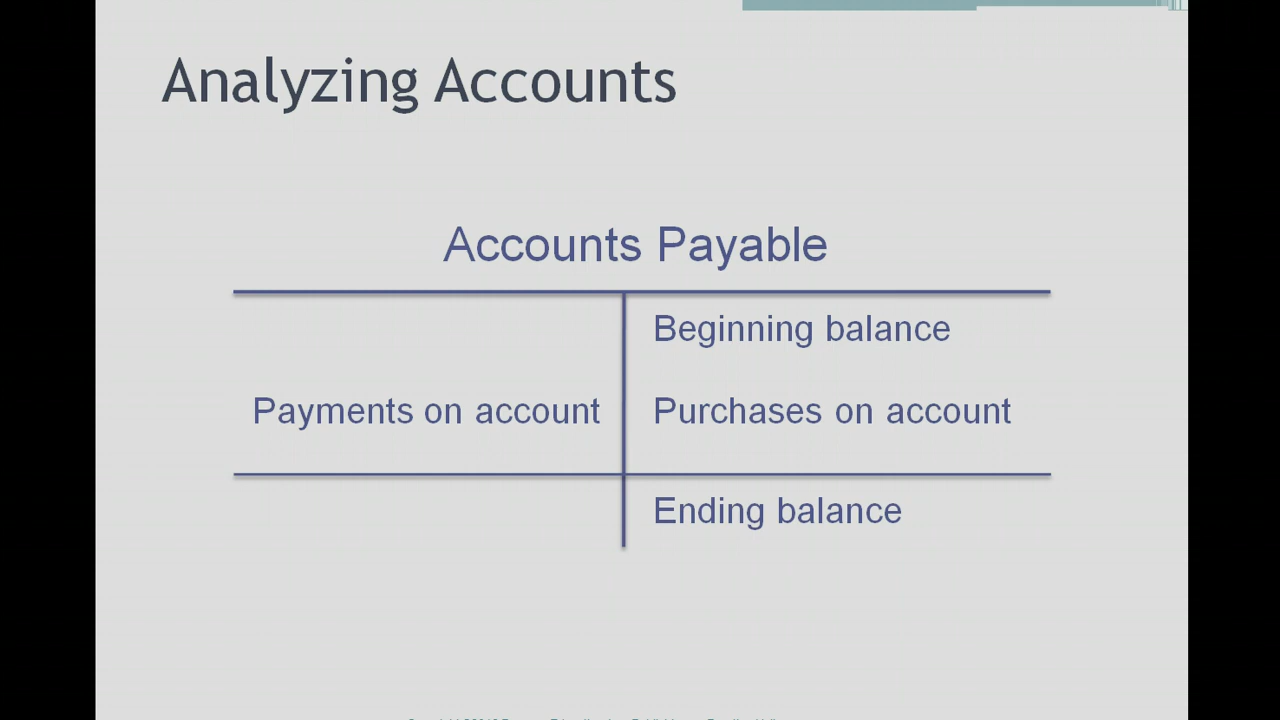 Analyzing Accounts
Accounts Payable
Beginning balance
Payments on account Purchases on account
Ending balance